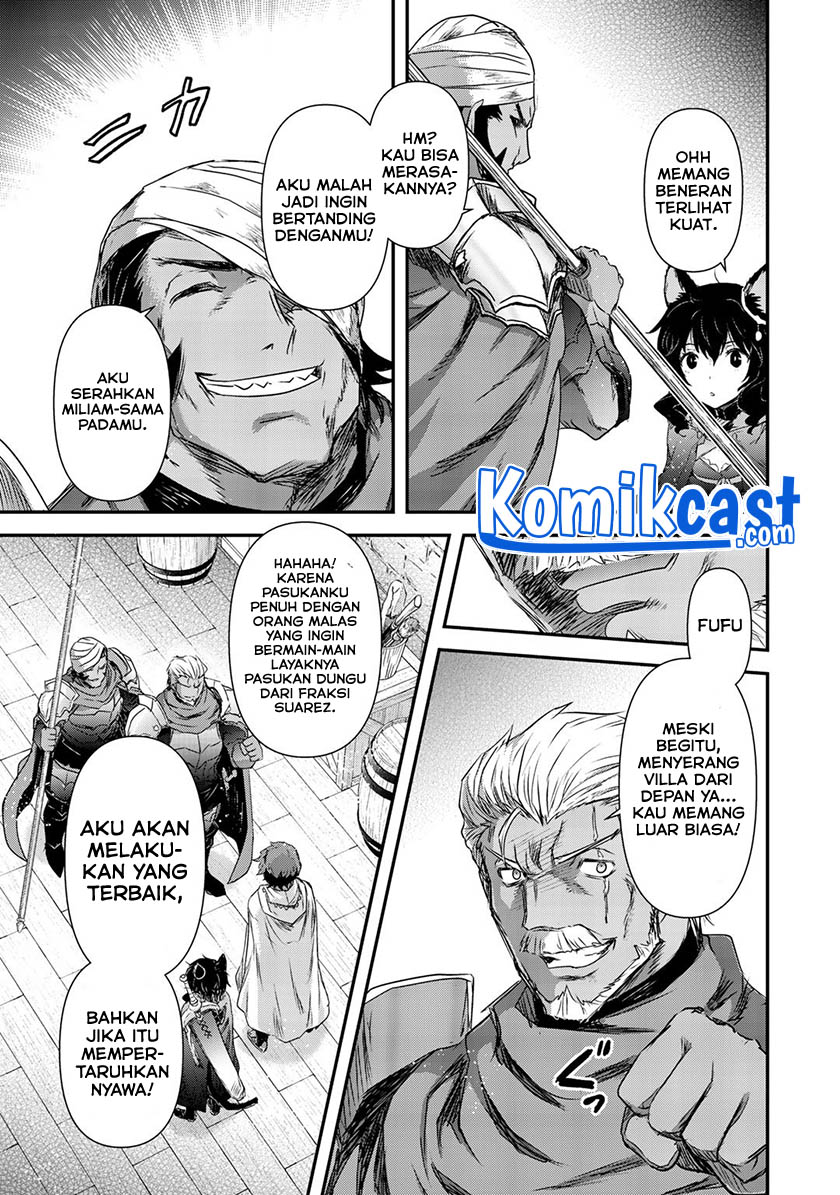 OHH
MEMANG
BENERAN
TERLIHAT
KUAT.
HM?
KAU BISA
MERASA-
KANNYA?
AKU MALAH
JADI INGIN
BERTANDING
DENGANMU!
ニカ
AKU
SERAHKAN
MILIAM-SAMA
PADAMU.
Komikcast
.com
FUFU
MESKI
BEGITU,
MENYERANG
VILLA DARI
DEPAN YA...
KAU MEMANG
LUAR BIASA!
ぐっ
HAHAHA!
KARENA
PASUKANKU
PENUH DENGAN
ORANG MALAS
YANG INGIN
BERMAIN-MAIN
LAYAKNYA
PASUKAN DUNGU
DARI FRAKSI
SUAREZ.
AKU AKAN
MELAKU-
KAN YANG
TERBAIK,
BAHKAN
JIKA ITU
MEMPER-
TARUHKAN
NYAWA!